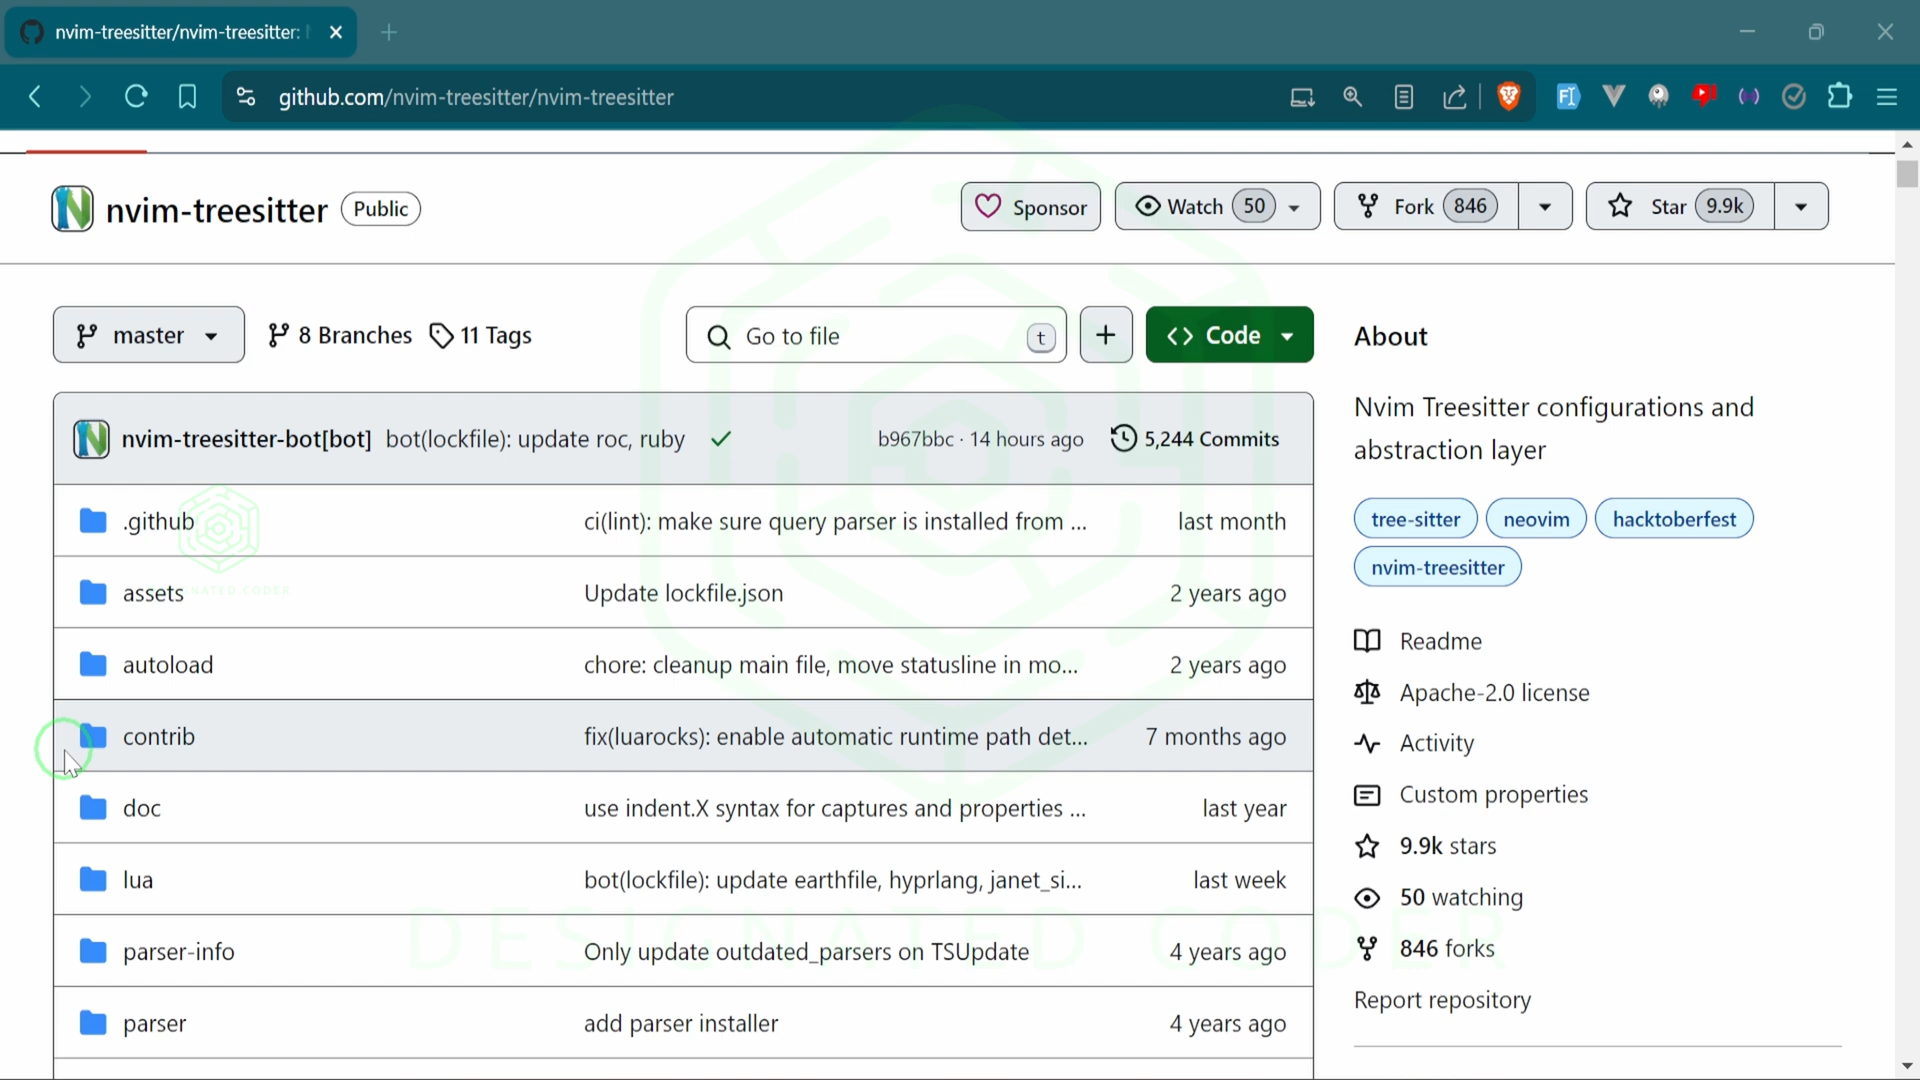 nvim-treesitter/nvim-treesitter:
github.com/nvim-treesitter/nvim-treesitter
nvim-treesitter Public
Sponsor Watch 50 Fork 846 Star 9.9k
master 8 Branches 11 Tags Go to file t + <> Code
nvim-treesitter-bot[bot] bot(lockfile): update roc, ruby b967bbc · 14 hours ago 5,244 Commits
.github ci(lint): make sure query parser is installed from ... last month
assets Update lockfile.json 2 years ago
autoload chore: cleanup main file, move statusline in mo... 2 years ago
contrib fix(luarocks): enable automatic runtime path det... 7 months ago
doc use indent.X syntax for captures and properties ... last year
lua bot(lockfile): update earthfile, hyprlang, janet_si... last week
parser-info Only update outdated_parsers on TSUpdate 4 years ago
parser add parser installer 4 years ago
About
Nvim Treesitter configurations and
abstraction layer
tree-sitter neovim hacktoberfest
nvim-treesitter
Readme
Apache-2.0 license
Activity
Custom properties
9.9k stars
50 watching
846 forks
Report repository
DESIGNATED CODER